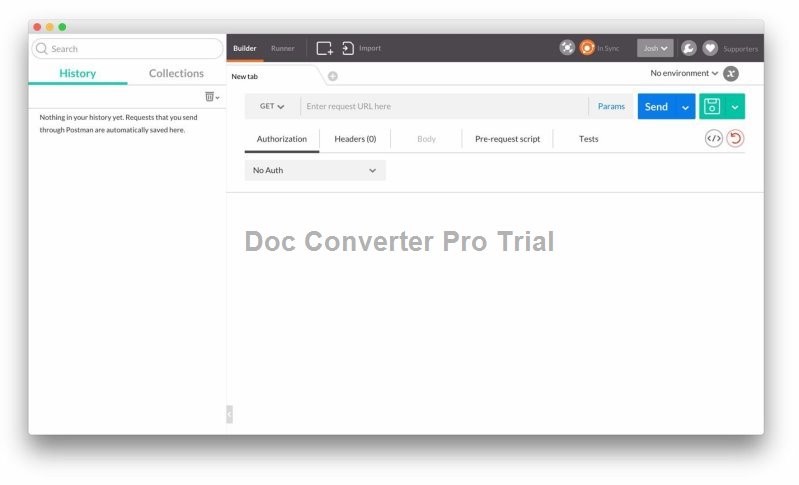 Search
History
Collections
Nothing in your history yet. Requests that you send
through Postman are automatically saved here.
Builder
Runner
Import
In Sync
Josh
Supporters
New tab
No environment
x
GET
Enter request URL here
Params
Send
Authorization
Headers (0)
Body
Pre-request script
Tests
</>
No Auth
Doc Converter Pro Trial